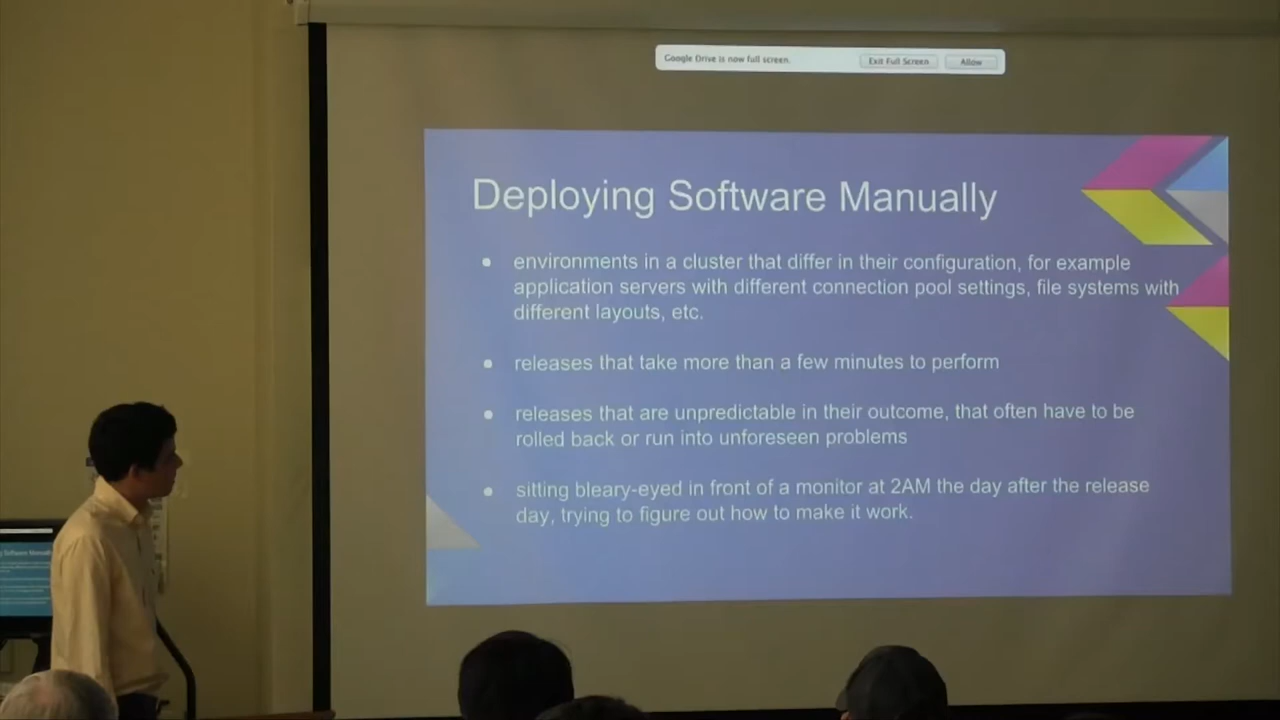 Google Drive is now full screen.
Exit Full Screen
Allow
Deploying Software Manually
environments in a cluster that differ in their configuration, for example
application servers with different connection pool settings, file systems with
different layouts, etc.
releases that take more than a few minutes to perform
releases that are unpredictable in their outcome, that often have to be
rolled back or run into unforeseen problems
sitting bleary-eyed in front of a monitor at 2AM the day after the release
day, trying to figure out how to make it work.
Software Manually